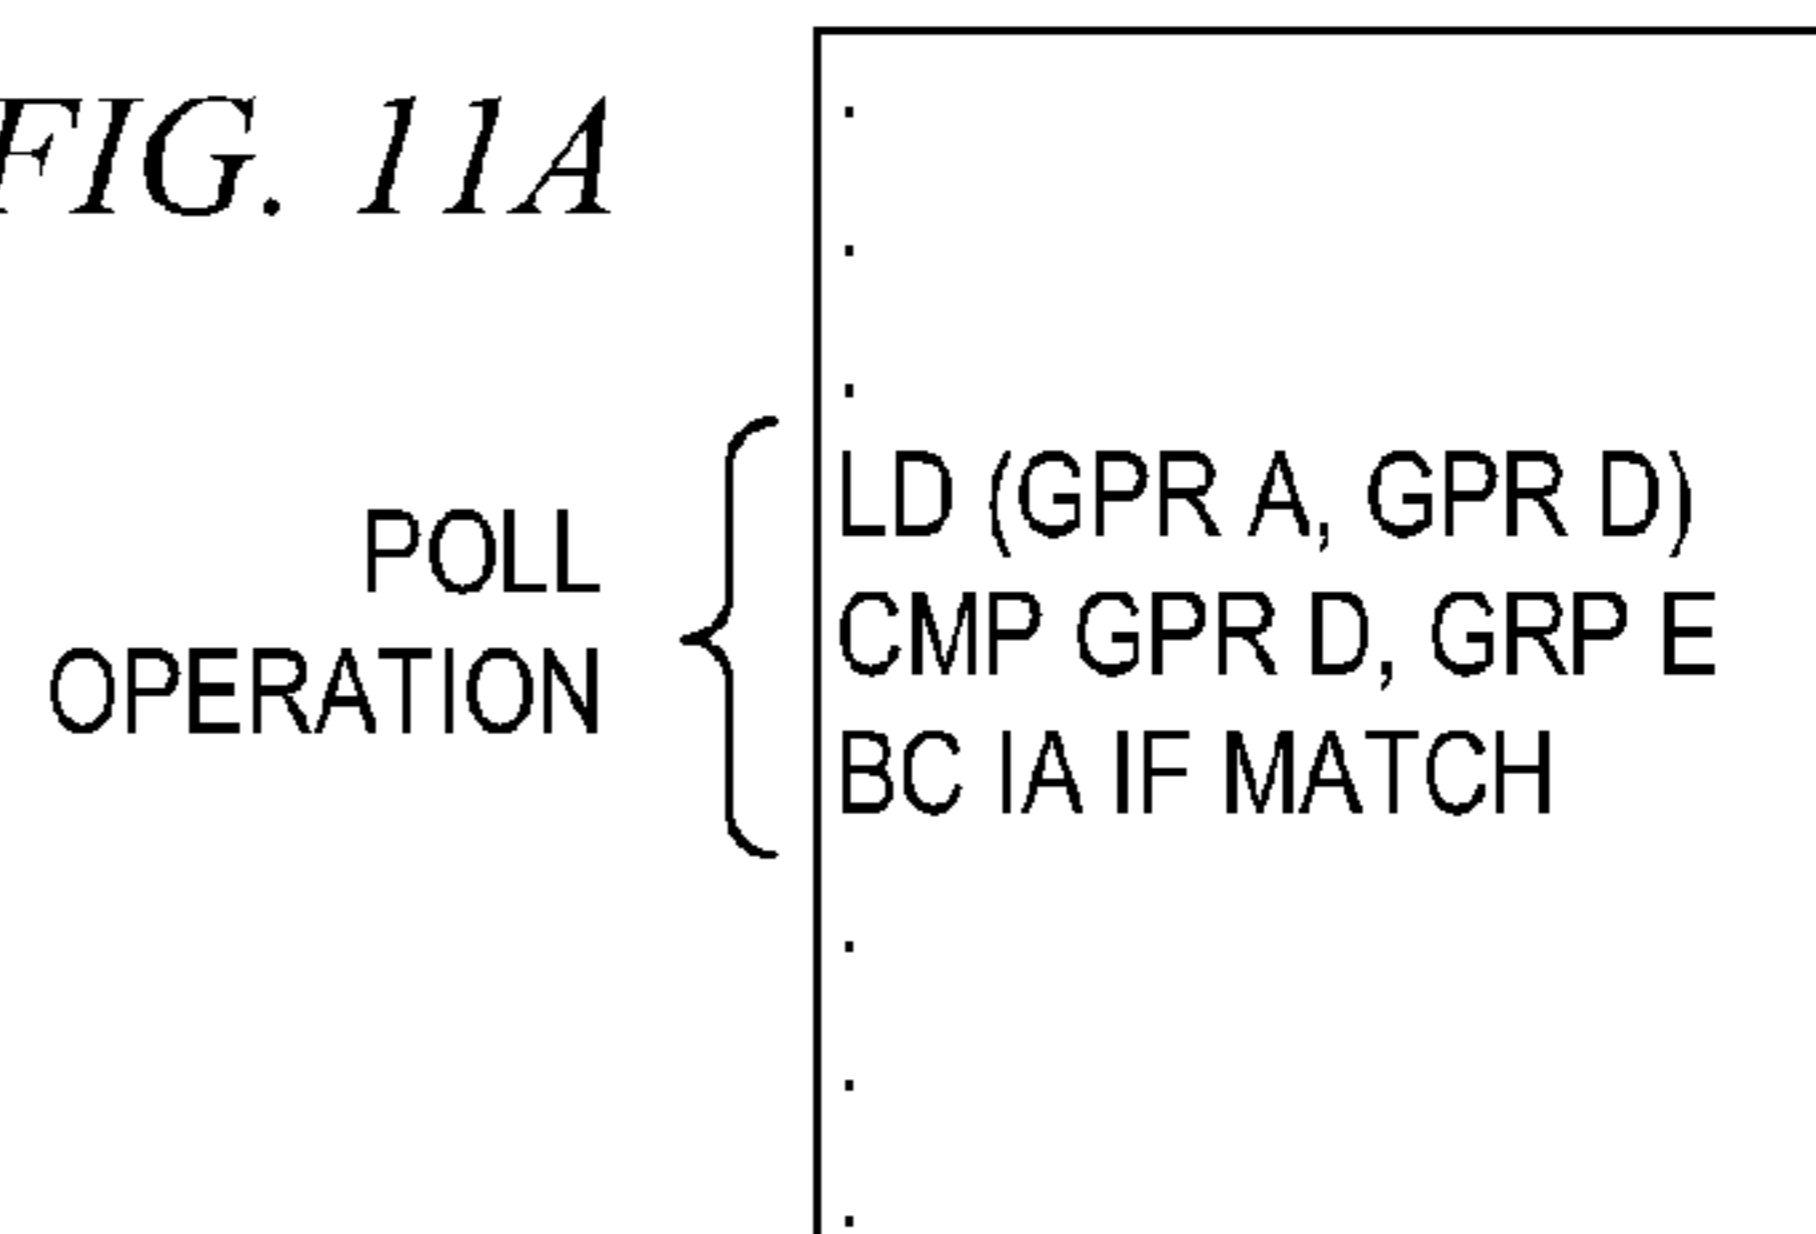 FIG. 11A
.
.
.
POLL
OPERATION
LD (GPR A, GPR D)
CMP GPR D, GRP E
BC IA IF MATCH
.
.
.